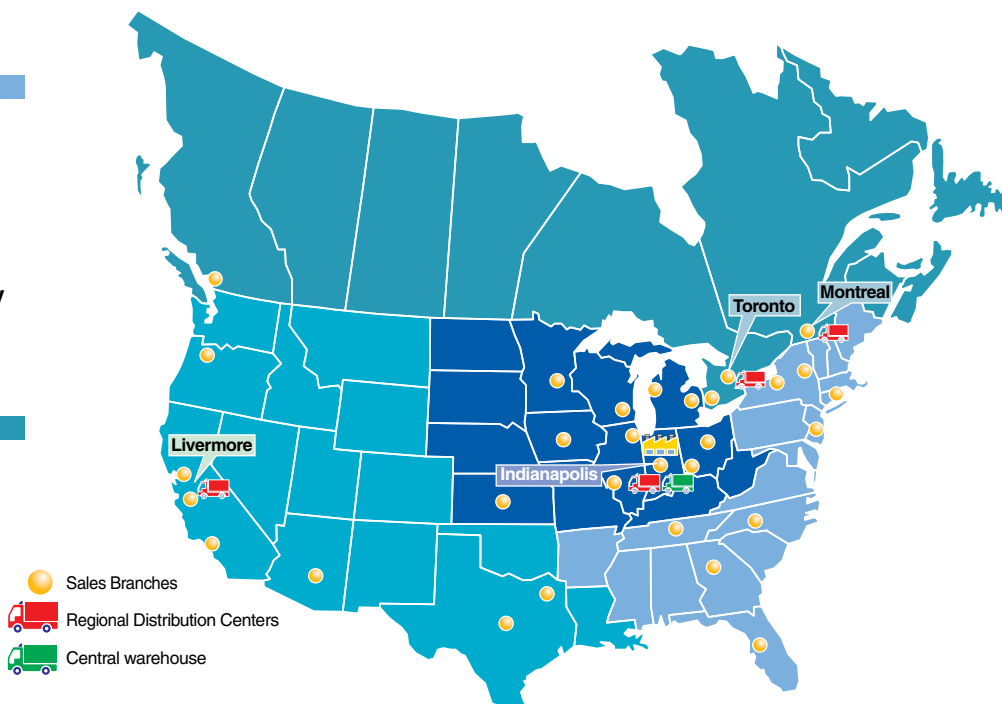 Montreal
Toronto
Livermore
Indianapolis
Sales Branches
Regional Distribution Centers
Central warehouse